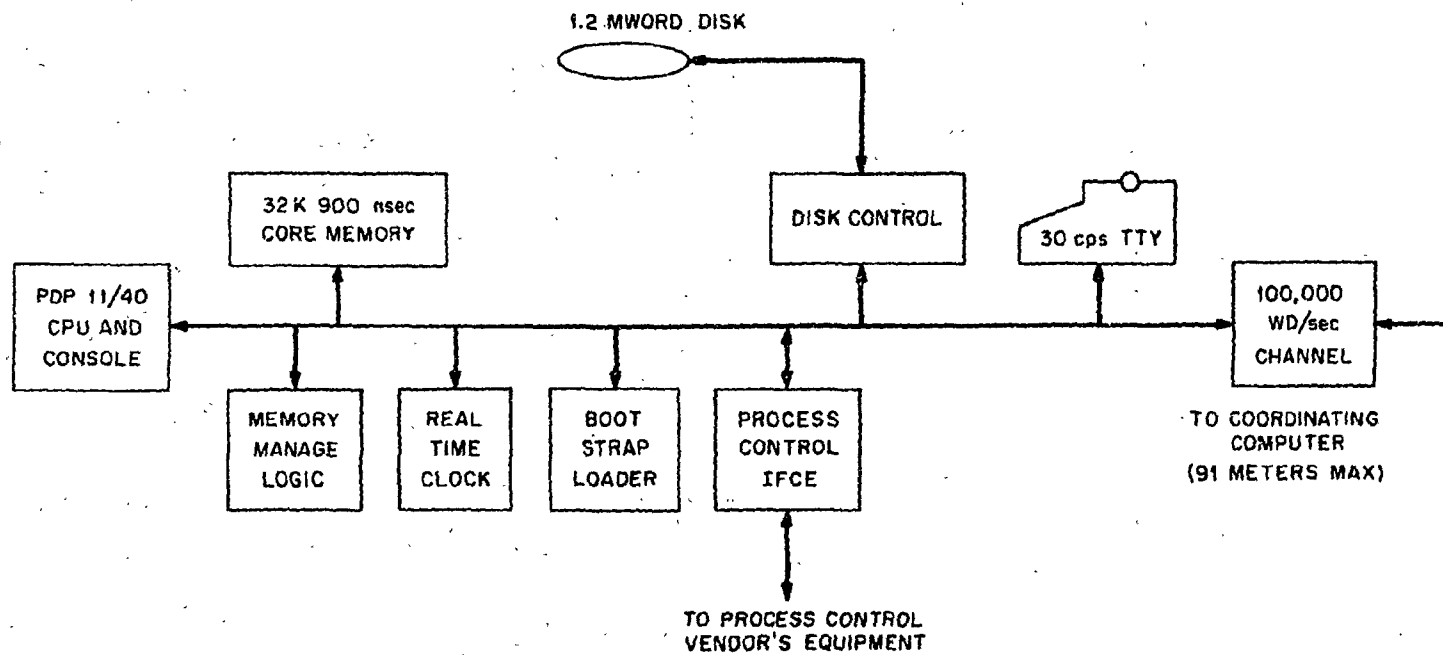 1.2 MWORD DISK
32K 900 nsec
CORE MEMORY
DISK CONTROL
30 cps TTY
PDP 11/40
CPU AND
CONSOLE
100,000
WD/sec
CHANNEL
MEMORY
MANAGE
LOGIC
REAL
TIME
CLOCK
BOOT
STRAP
LOADER
PROCESS
CONTROL
IFCE
TO COORDINATING
COMPUTER
(91 METERS MAX)
TO PROCESS CONTROL
VENDOR'S EQUIPMENT